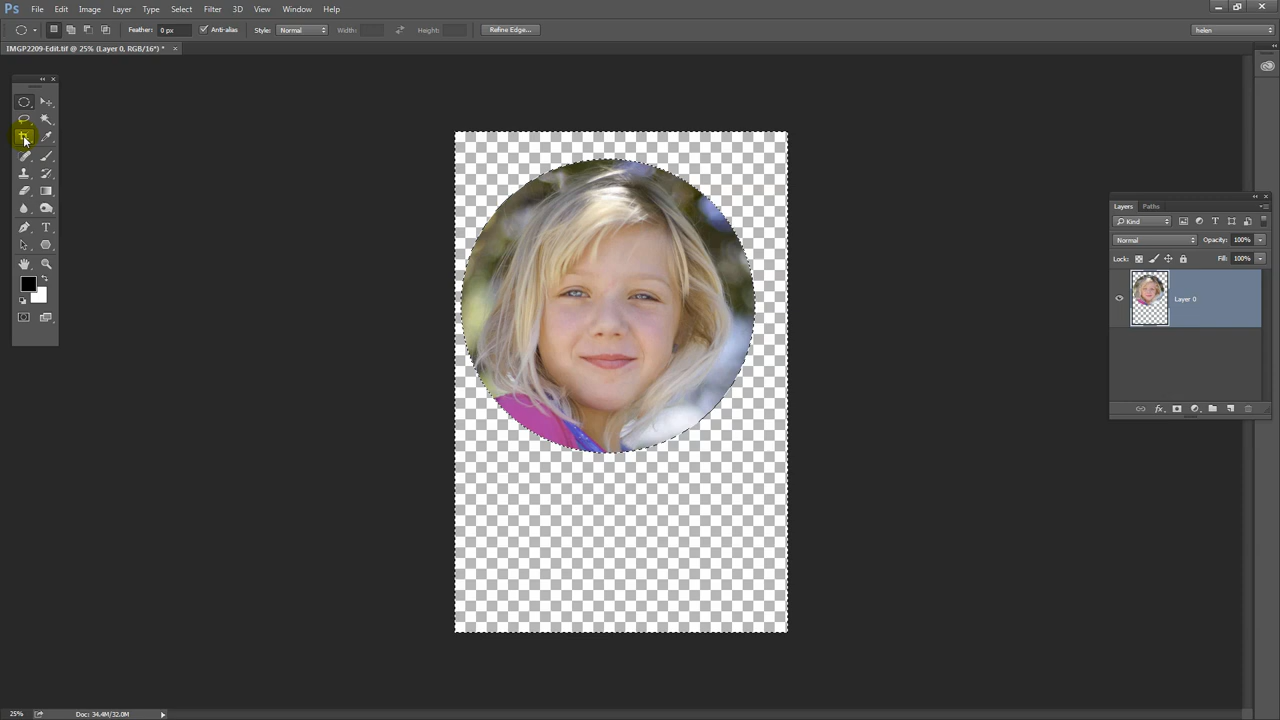 Ps File Edit Image Layer Type Select Filter 3D View Window Help
Feather: 0 px Anti-alias Style: Normal Width: Height: Refine Edge... helen
IMGP2209-Edit.tif @ 25% (Layer 0, RGB/16*) * ×
Layers Paths
Kind
Normal Opacity: 100%
Lock: Fill: 100%
Layer 0
25% Doc: 34.4M/32.0M